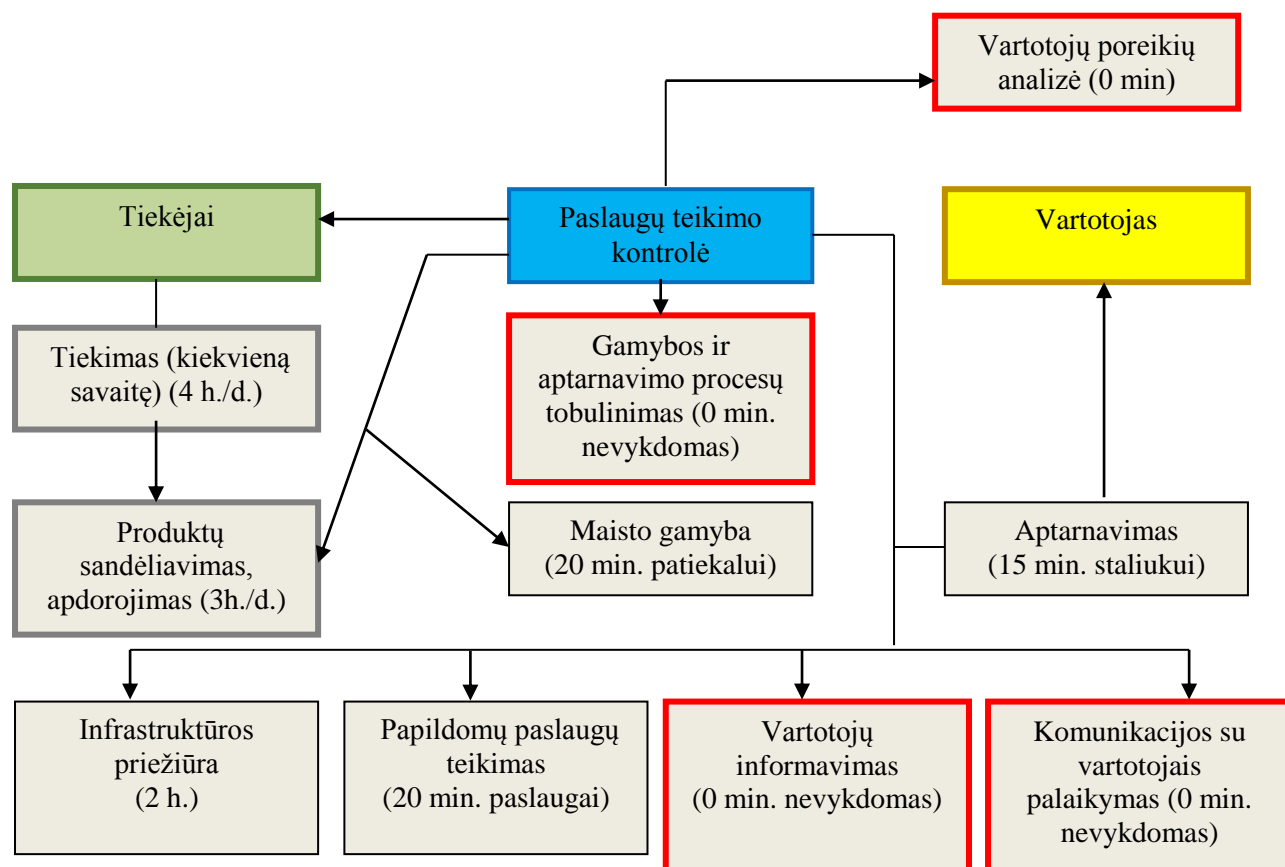 Vartotojų poreikių
analizė (0 min)
Tiekėjai
Paslaugų teikimo
kontrolė
Vartotojas
Tiekimas (kiekvieną
savaitę) (4 h./d.)
Gamybos ir
aptarnavimo procesų
tobulinimas (0 min.
nevykdomas)
Produktų
sandėliavimas,
apdorojimas (3h./d.)
Maisto gamyba
(20 min. patiekalui)
Aptarnavimas
(15 min. staliukui)
Infrastruktūros
priežiūra
(2 h.)
Papildomų paslaugų
teikimas
(20 min. paslaugai)
Vartotojų
informavimas
(0 min. nevykdomas)
Komunikacijos su
vartotojais
palaikymas (0 min.
nevykdomas)